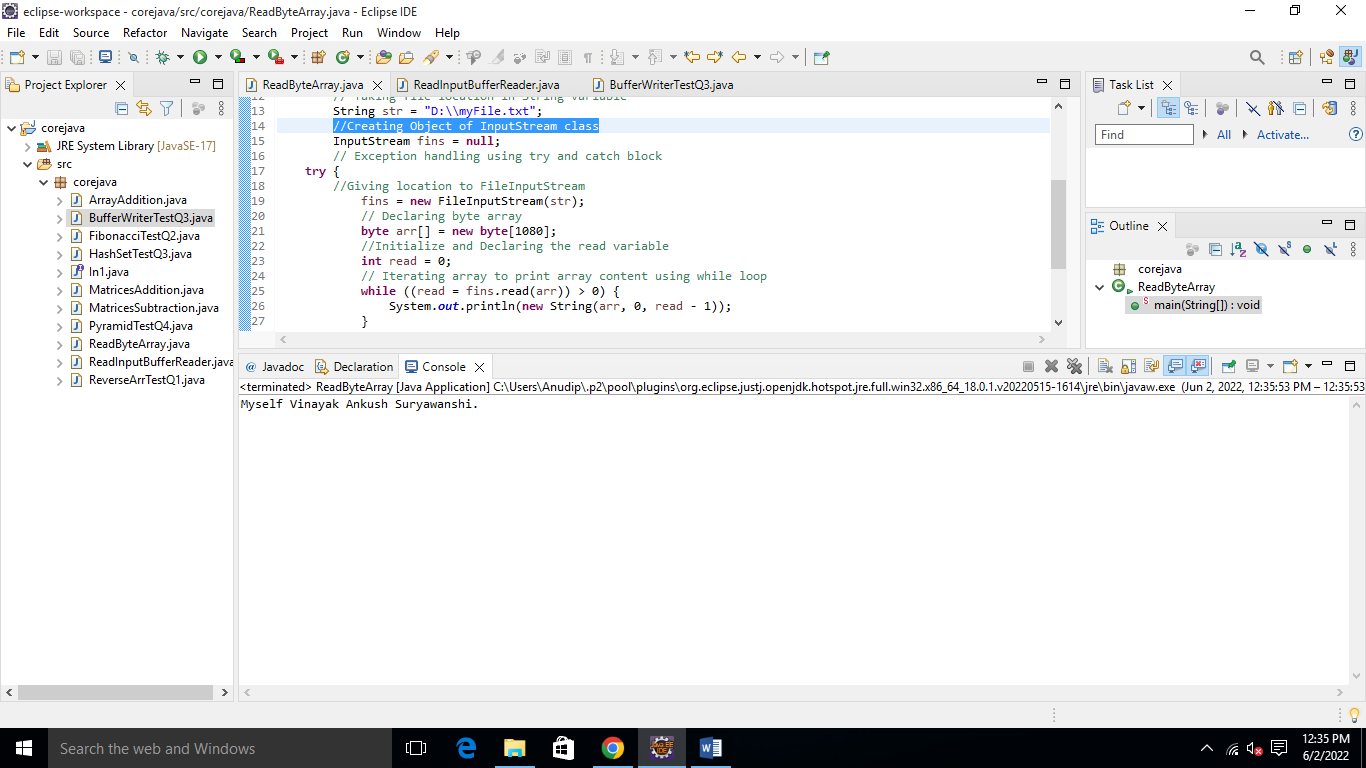 eclipse-workspace - corejava/src/corejava/ReadByteArray.java - Eclipse IDE
File Edit Source Refactor Navigate Search Project Run Window Help
Project Explorer
corejava
JRE System Library [JavaSE-17]
src
corejava
ArrayAddition.java
BufferWriterTestQ3.java
FibonacciTestQ2.java
HashSetTestQ3.java
In1.java
MatricesAddition.java
MatricesSubtraction.java
PyramidTestQ4.java
ReadByteArray.java
ReadInputBufferReader.java
ReverseArrTestQ1.java
ReadByteArray.java ReadInputBufferReader.java BufferWriterTestQ3.java
12 // Taking file location in String variable
13 String str = "D:\\myFile.txt";
14 //Creating Object of InputStream class
15 InputStream fins = null;
16 // Exception handling using try and catch block
17 try {
18 //Giving location to FileInputStream
19 fins = new FileInputStream(str);
20 // Declaring byte array
21 byte arr[] = new byte[1080];
22 //Initialize and Declaring the read variable
23 int read = 0;
24 // Iterating array to print array content using while loop
25 while ((read = fins.read(arr)) > 0) {
26 System.out.println(new String(arr, 0, read - 1));
27 }
Task List
Find All Activate...
Outline
corejava
ReadByteArray
main(String[]) : void
@ Javadoc Declaration Console
<terminated> ReadByteArray [Java Application] C:\Users\Anudip\.p2\pool\plugins\org.eclipse.justj.openjdk.hotspot.jre.full.win32.x86_64_18.0.1.v20220515-1614\jre\bin\javaw.exe (Jun 2, 2022, 12:35:53 PM – 12:35:53
Myself Vinayak Ankush Suryawanshi.
Search the web and Windows
12:35 PM
6/2/2022